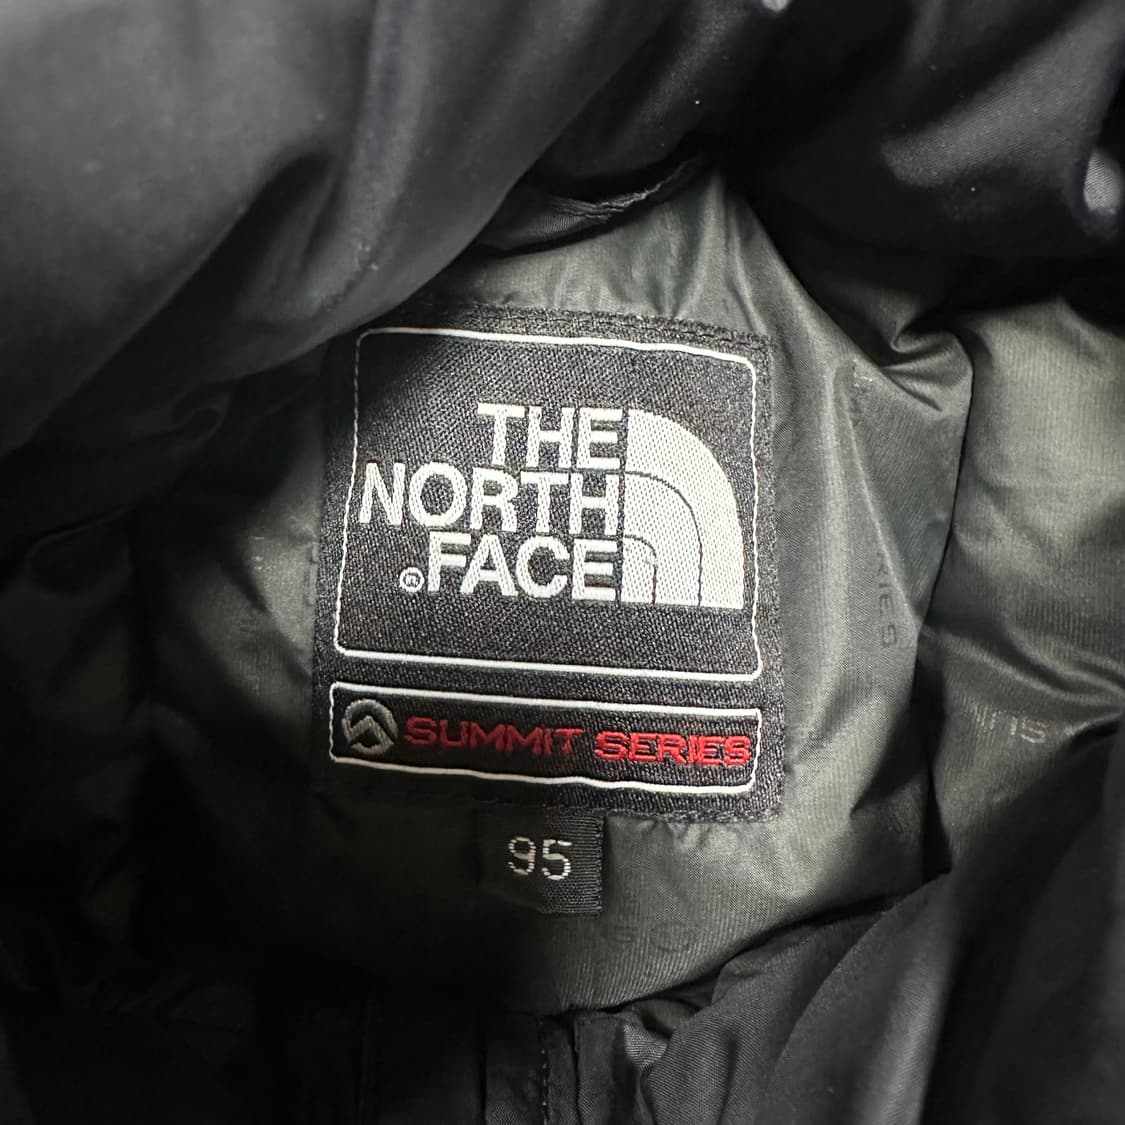 THE
NORTH
FACE
®
SUMMIT SERIES
95